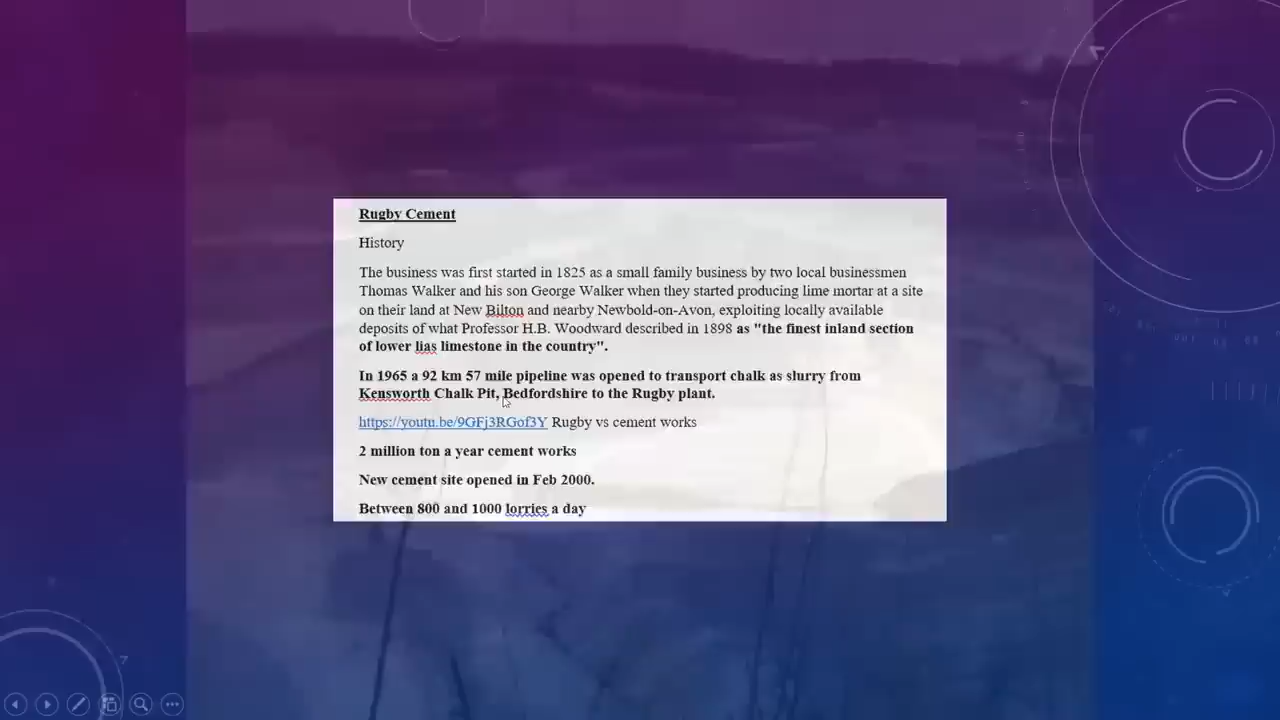 Rugby Cement
History
The business was first started in 1825 as a small family business by two local businessmen
Thomas Walker and his son George Walker when they started producing lime mortar at a site
on their land at New Bilton and nearby Newbold-on-Avon, exploiting locally available
deposits of what Professor H.B. Woodward described in 1898 as "the finest inland section
of lower lias limestone in the country".
In 1965 a 92 km 57 mile pipeline was opened to transport chalk as slurry from
Kensworth Chalk Pit, Bedfordshire to the Rugby plant.
https://youtu.be/9GFj3RGof3Y Rugby vs cement works
2 million ton a year cement works
New cement site opened in Feb 2000.
Between 800 and 1000 lorries a day